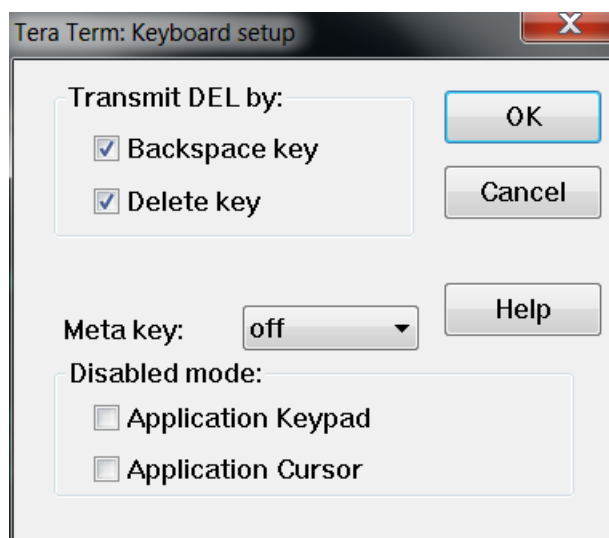 Tera Term: Keyboard setup
Transmit DEL by:
Backspace key
Delete key
OK
Cancel
Meta key:
off
Help
Disabled mode:
Application Keypad
Application Cursor